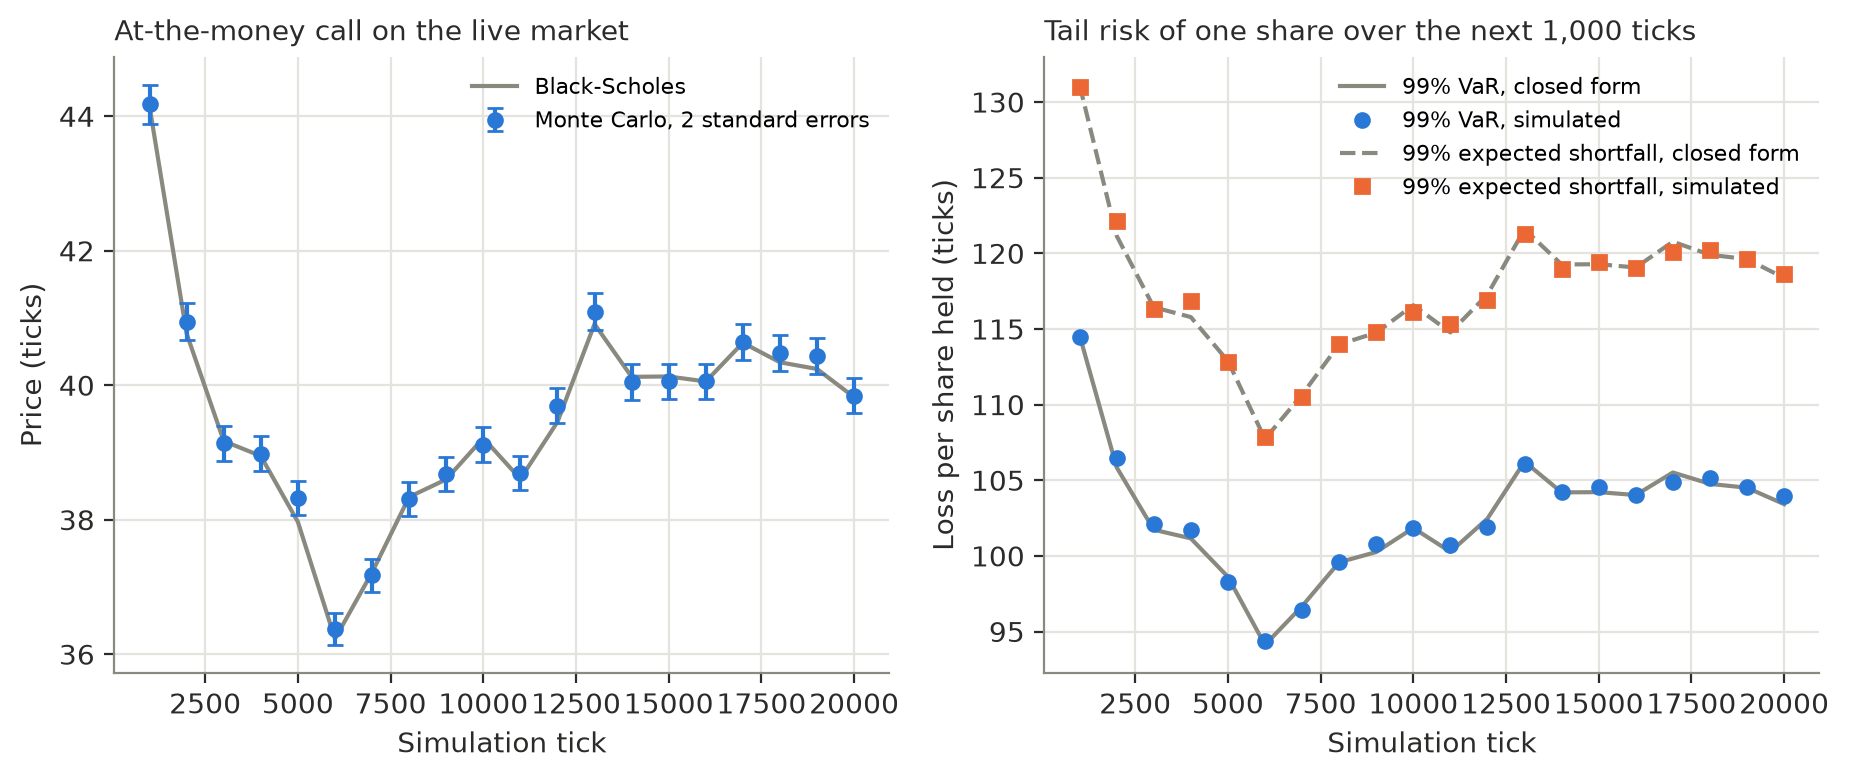 At-the-money call on the live market
Black-Scholes
Monte Carlo, 2 standard errors
Price (ticks)
44
42
40
38
36
2500 5000 7500 10000 12500 15000 17500 20000
Simulation tick
Tail risk of one share over the next 1,000 ticks
99% VaR, closed form
99% VaR, simulated
99% expected shortfall, closed form
99% expected shortfall, simulated
Loss per share held (ticks)
130
125
120
115
110
105
100
95
2500 5000 7500 10000 12500 15000 17500 20000
Simulation tick